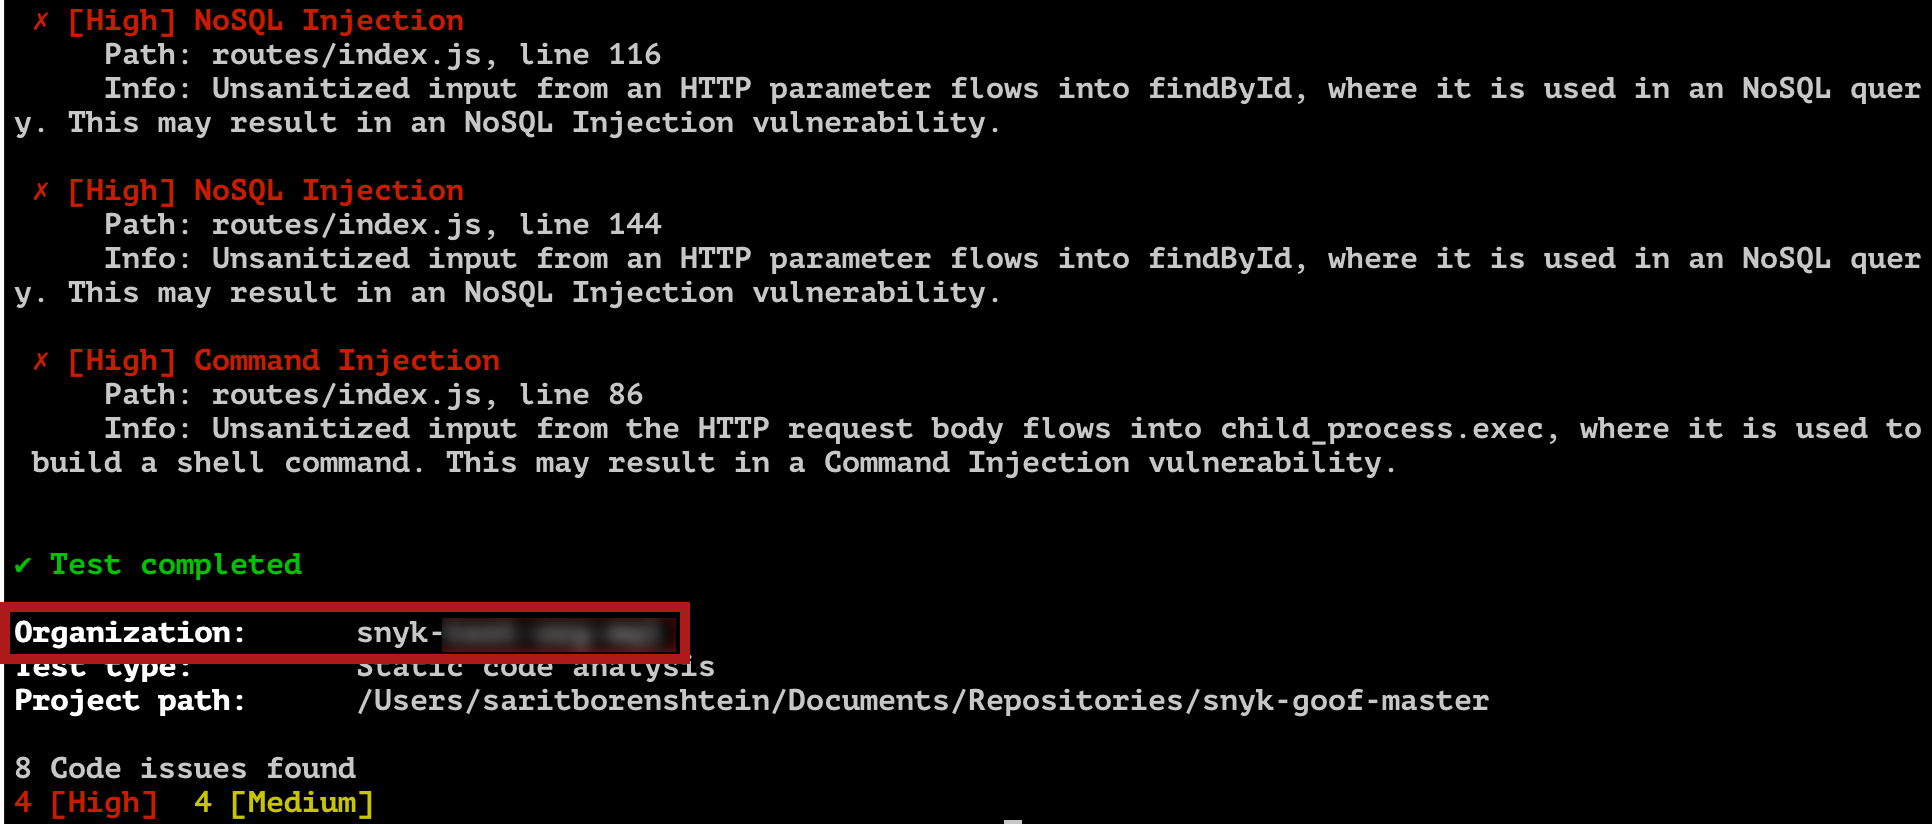 ✗ [High] NoSQL Injection
Path: routes/index.js, line 116
Info: Unsanitized input from an HTTP parameter flows into findById, where it is used in an NoSQL quer
y. This may result in an NoSQL Injection vulnerability.
✗ [High] NoSQL Injection
Path: routes/index.js, line 144
Info: Unsanitized input from an HTTP parameter flows into findById, where it is used in an NoSQL quer
y. This may result in an NoSQL Injection vulnerability.
✗ [High] Command Injection
Path: routes/index.js, line 86
Info: Unsanitized input from the HTTP request body flows into child_process.exec, where it is used to
build a shell command. This may result in a Command Injection vulnerability.
✔ Test completed
Organization: snyk-
Test type: Static code analysis
Project path: /Users/saritborenshtein/Documents/Repositories/snyk-goof-master
8 Code issues found
4 [High] 4 [Medium]